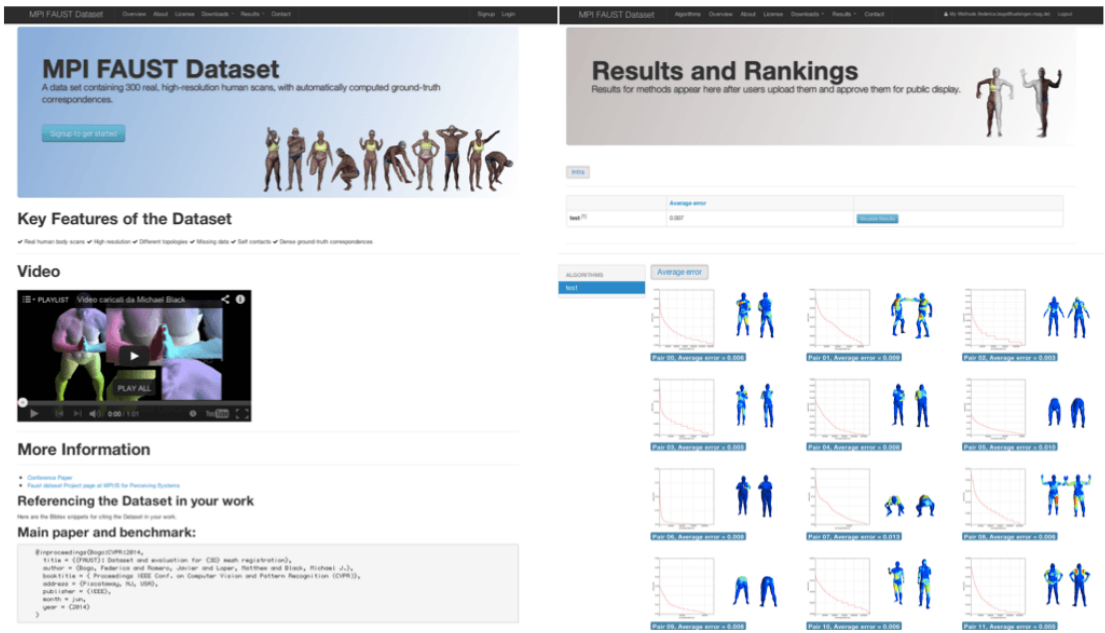 MPI FAUST Dataset Overview About License Downloads Results Contact Signup Login
MPI FAUST Dataset
A data set containing 300 real, high-resolution human scans, with automatically computed ground-truth
correspondences.
Signup to get started
Key Features of the Dataset
✔ Real human body scans ✔ High resolution ✔ Different topologies ✔ Missing data ✔ Self contacts ✔ Dense ground-truth correspondences
Video
PLAYLIST Video caricati da Michael Black
PLAY ALL
0:00 / 1:01 YouTube
More Information
Conference Paper
Faust dataset Project page at MPI/IS for Perceiving Systems
Referencing the Dataset in your work
Here are the Bibtex snippets for citing the Dataset in your work.
Main paper and benchmark:
@inproceedings{Bogo:CVPR:2014,
title = {{FAUST}: Dataset and evaluation for {3D} mesh registration},
author = {Bogo, Federica and Romero, Javier and Loper, Matthew and Black, Michael J.},
booktitle = { Proceedings IEEE Conf. on Computer Vision and Pattern Recognition (CVPR)},
address = {Piscataway, NJ, USA},
publisher = {IEEE},
month = jun,
year = {2014}
}
MPI FAUST Dataset Algorithms Overview About License Downloads Results Contact My Methods Logout
Results and Rankings
Results for methods appear here after users upload them and approve them for public display.
Intra
Average error
test [1] 0.007
ALGORITHMS
test
Average error
Pair 00, Average error = 0.006
Pair 01, Average error = 0.009
Pair 02, Average error = 0.003
Pair 03, Average error = 0.005
Pair 04, Average error = 0.005
Pair 05, Average error = 0.010
Pair 06, Average error = 0.008
Pair 07, Average error = 0.013
Pair 08, Average error = 0.006
Pair 09, Average error = 0.008
Pair 10, Average error = 0.006
Pair 11, Average error = 0.005